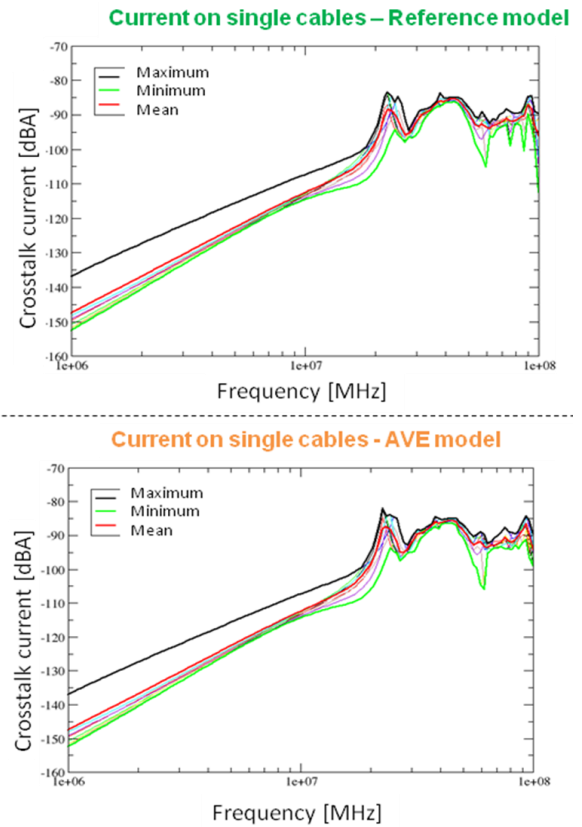 Current on single cables – Reference model
-70
-80
-90
-100
-110
-120
-130
-140
-150
-160
Maximum
Minimum
Mean
Crosstalk current [dBA]
1e+06
1e+07
1e+08
Frequency [MHz]
Current on single cables - AVE model
-70
-80
-90
-100
-110
-120
-130
-140
-150
-160
Maximum
Minimum
Mean
Crosstalk current [dBA]
1e+06
1e+07
1e+08
Frequency [MHz]